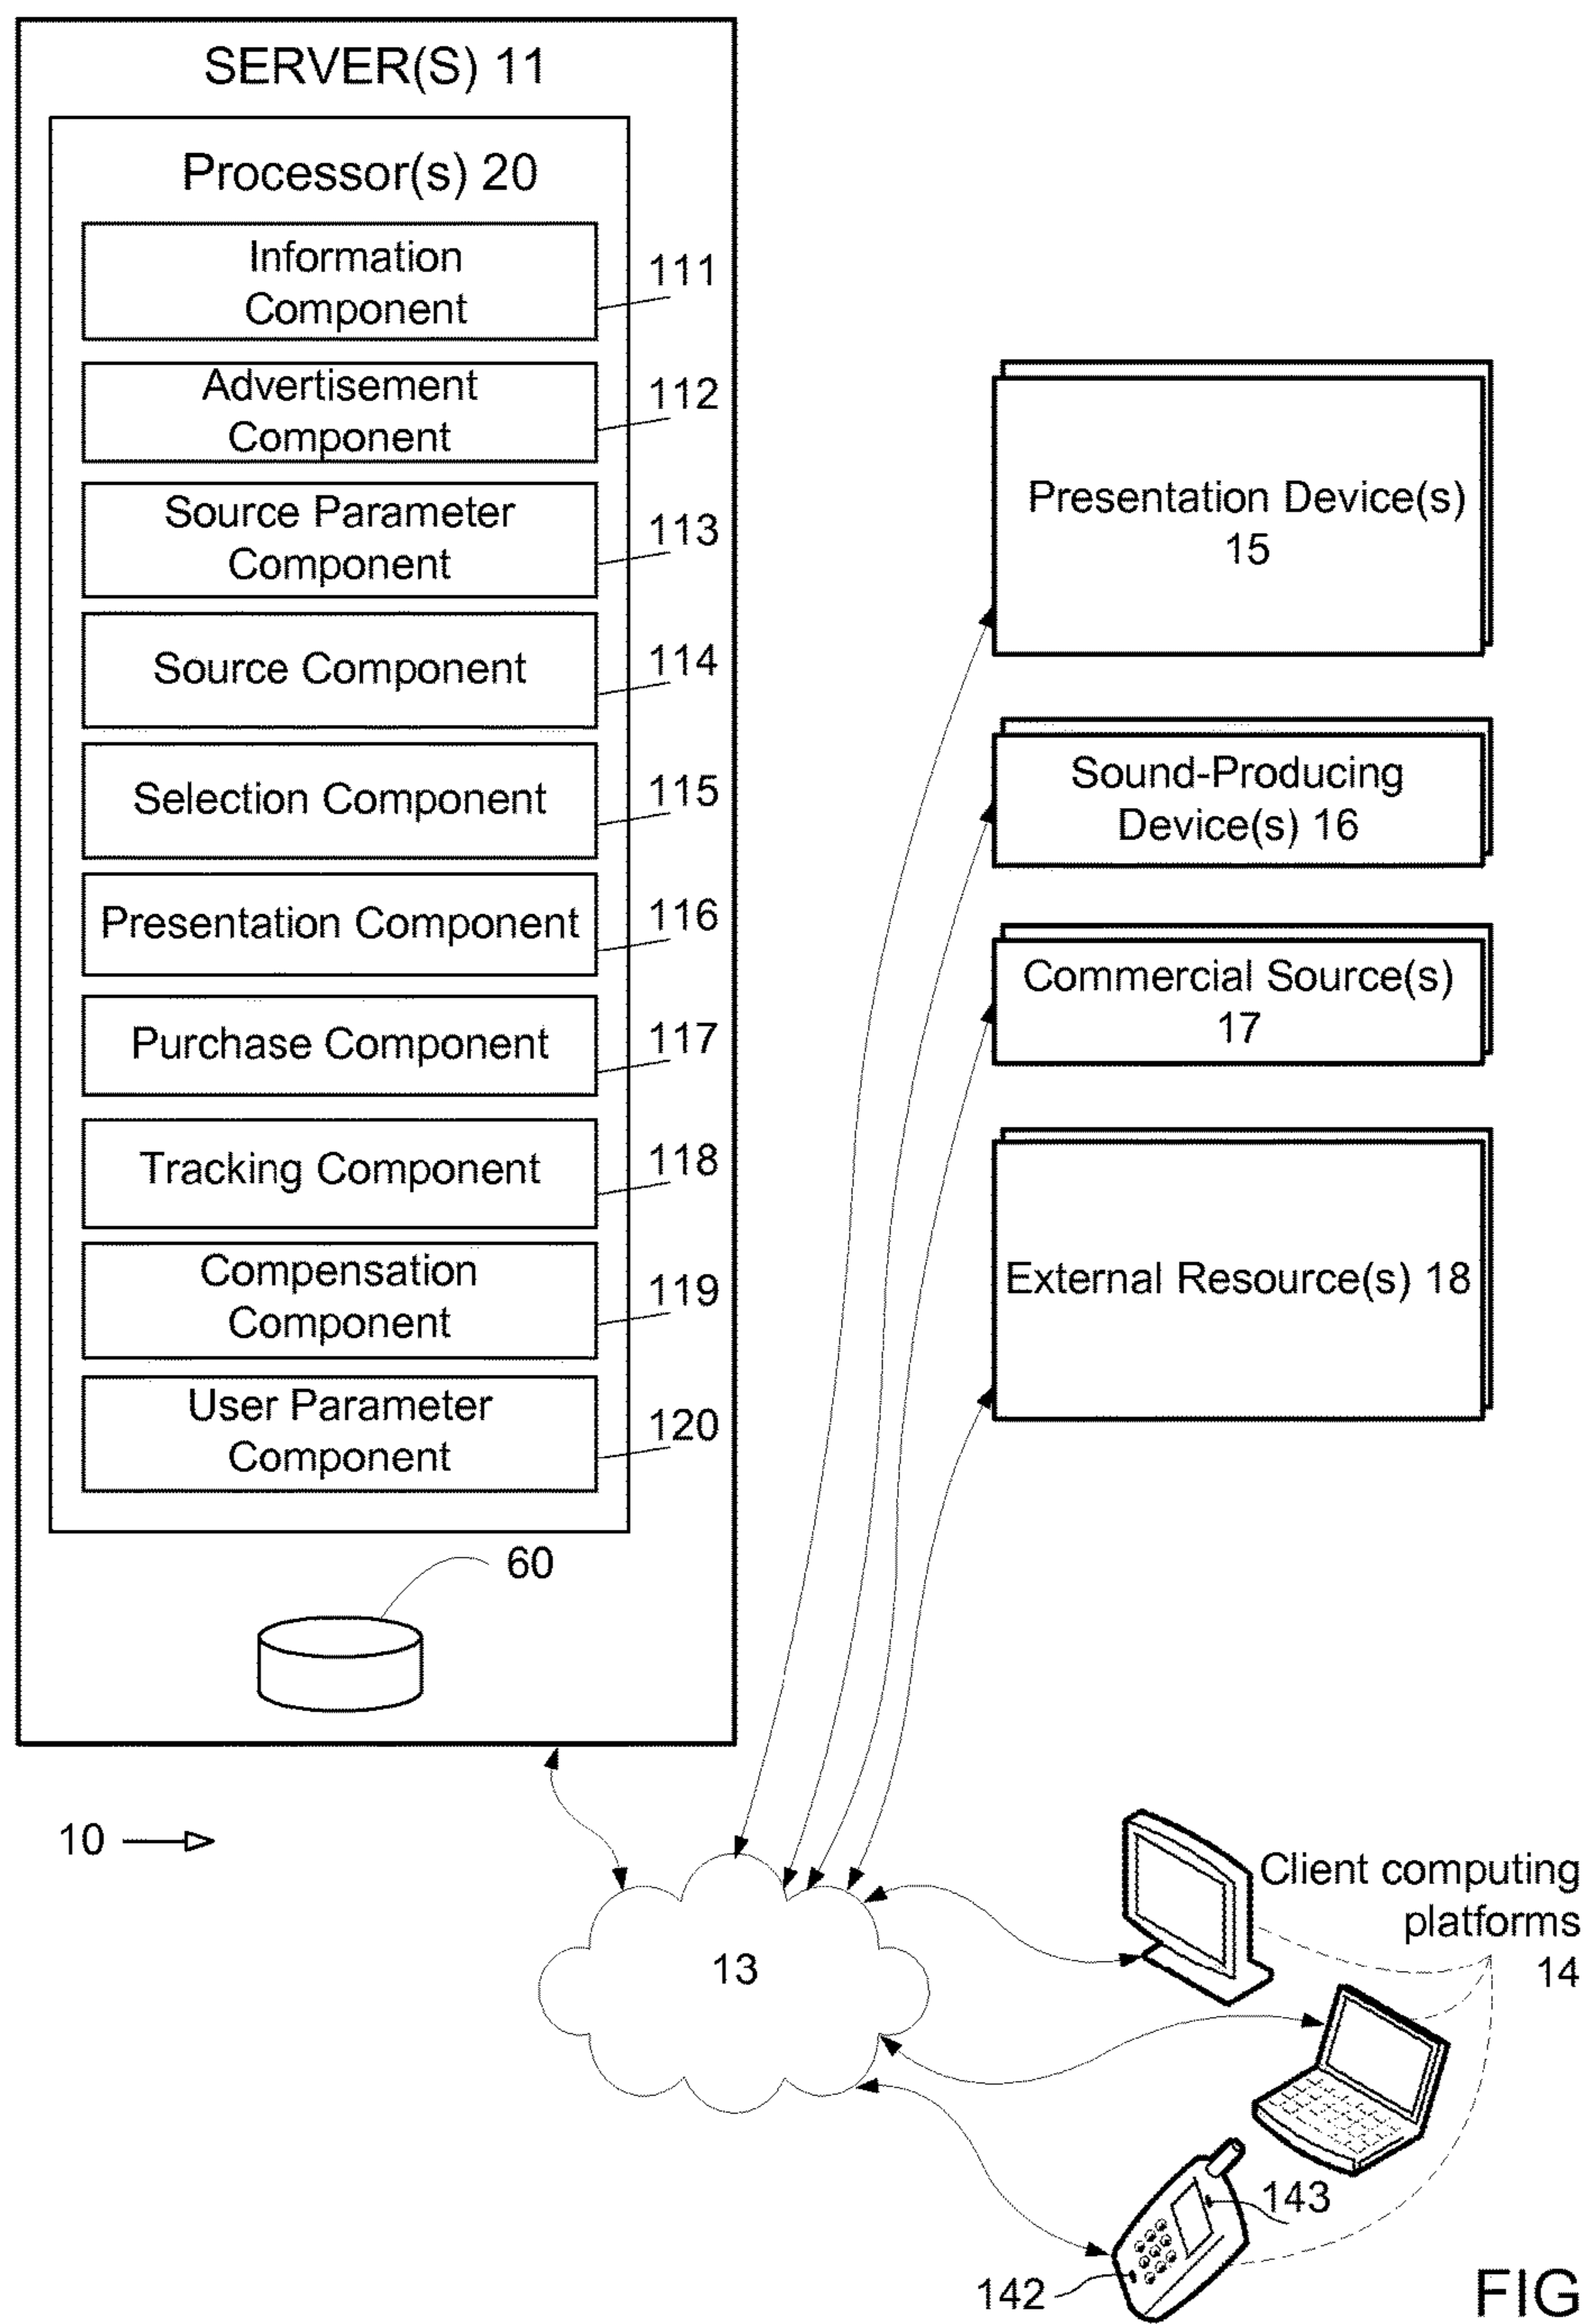 SERVER(S) 11
Processor(s) 20
Information
Component
111
Advertisement
Component
112
Source Parameter
Component
113
Source Component
114
Selection Component
115
Presentation Component
116
Purchase Component
117
Tracking Component
118
Compensation
Component
119
User Parameter
Component
120
60
Presentation Device(s)
15
Sound-Producing
Device(s) 16
Commercial Source(s)
17
External Resource(s) 18
10
13
Client computing
platforms
14
143
142
FIG